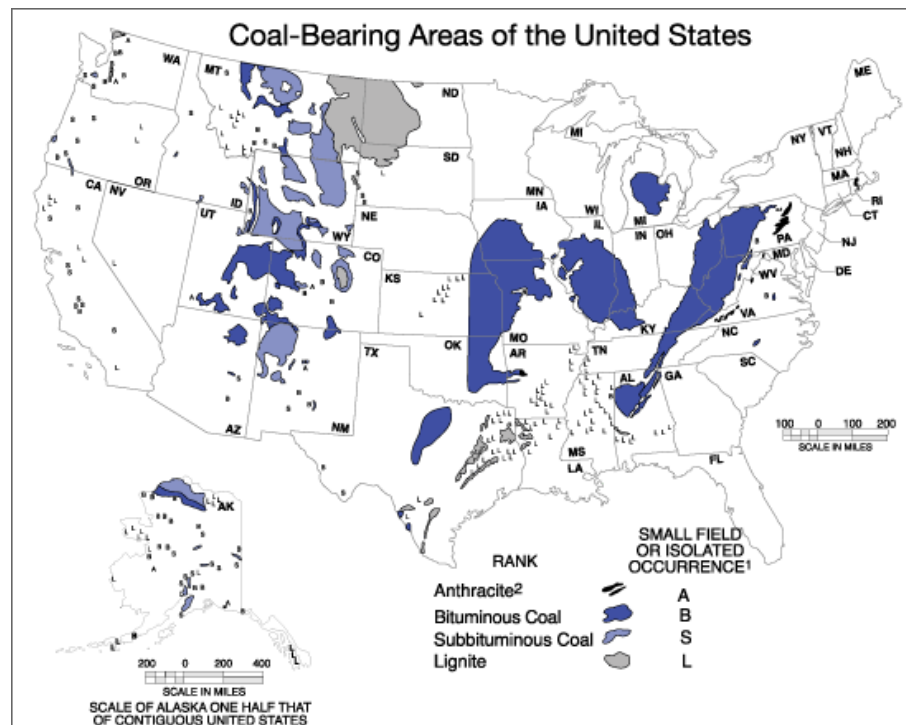 Coal-Bearing Areas of the United States
WA
MT
ND
ME
MI
NY
VT
NH
MA
RI
CT
NJ
DE
PA
MD
WV
VA
OR
ID
SD
MN
WI
MI
CA
NV
UT
WY
NE
IA
IL
IN
OH
CO
KS
MO
KY
NC
TX
OK
AR
TN
SC
AZ
NM
AL
GA
MS
LA
FL
100 0 100 200
SCALE IN MILES
AK
RANK
SMALL FIELD
OR ISOLATED
OCCURRENCE1
Anthracite2 A
Bituminous Coal B
Subbituminous Coal S
Lignite L
200 0 200 400
SCALE IN MILES
SCALE OF ALASKA ONE HALF THAT
OF CONTIGUOUS UNITED STATES